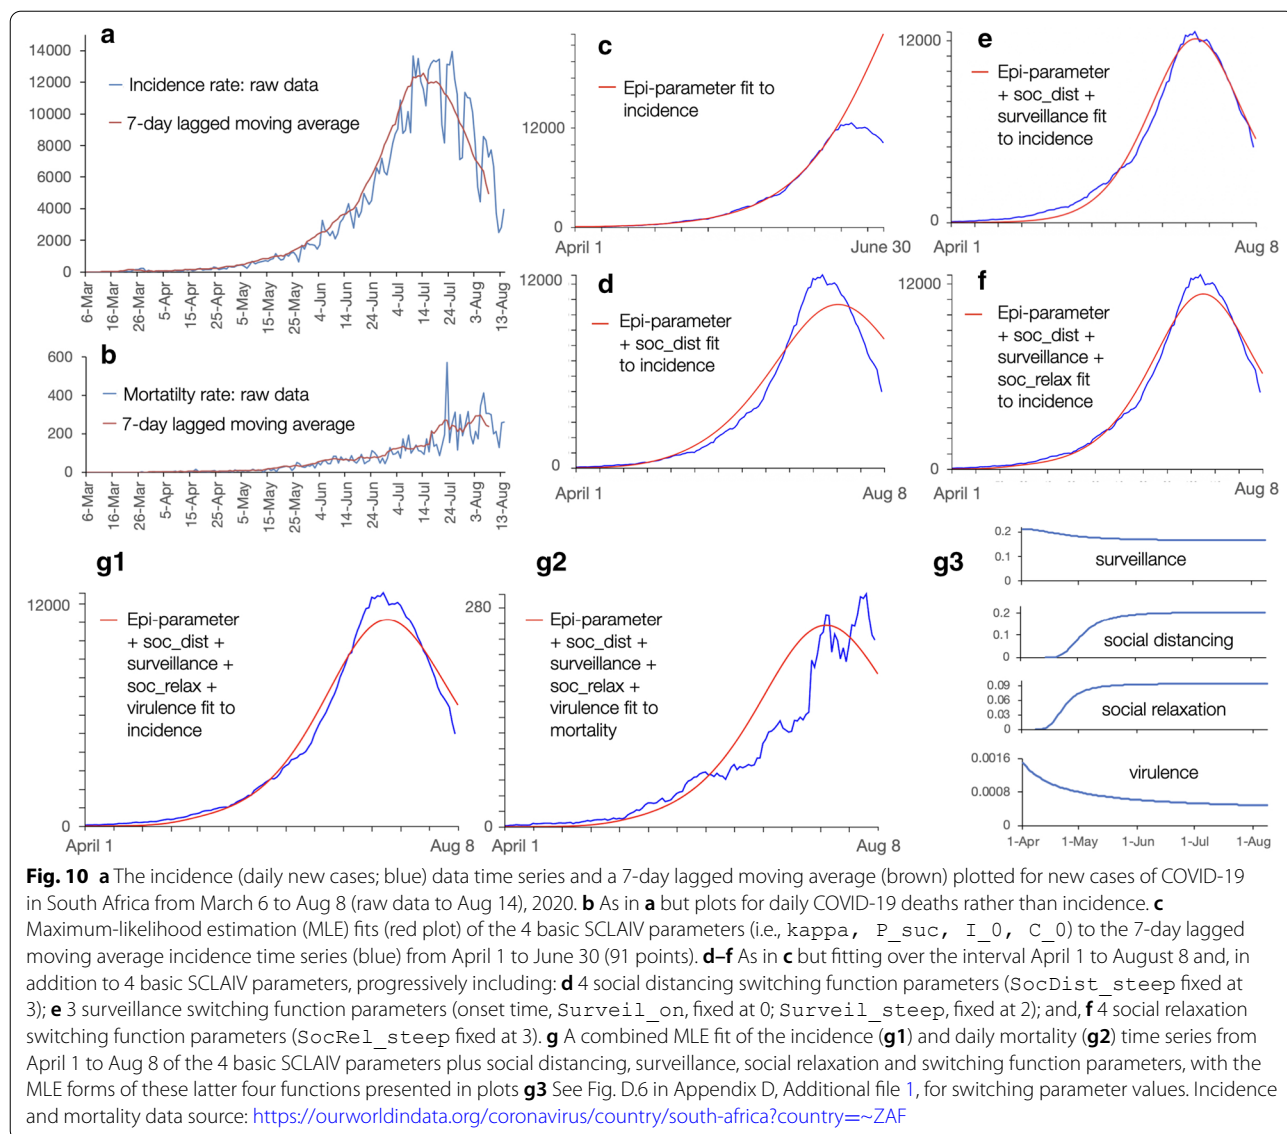 a
14000
12000
10000
8000
6000
4000
2000
0
Incidence rate: raw data
7-day lagged moving average
6-Mar
16-Mar
26-Mar
5-Apr
15-Apr
25-Apr
5-May
15-May
25-May
4-Jun
14-Jun
24-Jun
4-Jul
14-Jul
24-Jul
3-Aug
13-Aug
b
600
400
200
0
Mortatilty rate: raw data
7-day lagged moving average
6-Mar
16-Mar
26-Mar
5-Apr
15-Apr
25-Apr
5-May
15-May
25-May
4-Jun
14-Jun
24-Jun
4-Jul
14-Jul
24-Jul
3-Aug
13-Aug
c
Epi-parameter fit to
incidence
12000
0
April 1
June 30
d
12000
Epi-parameter
+ soc_dist fit
to incidence
0
April 1
Aug 8
e
12000
Epi-parameter
+ soc_dist +
surveillance fit
to incidence
0
April 1
Aug 8
f
12000
Epi-parameter
+ soc_dist +
surveillance +
soc_relax fit
to incidence
0
April 1
Aug 8
g1
12000
Epi-parameter
+ soc_dist +
surveillance +
soc_relax +
virulence fit to
incidence
0
April 1
Aug 8
g2
280
Epi-parameter
+ soc_dist +
surveillance +
soc_relax +
virulence fit to
mortality
0
April 1
Aug 8
g3
0.2
0.1
0
surveillance
0.2
0.1
0
social distancing
0.09
0.06
0.03
0
social relaxation
0.0016
0.0008
0
virulence
1-Apr
1-May
1-Jun
1-Jul
1-Aug
Fig. 10 a The incidence (daily new cases; blue) data time series and a 7-day lagged moving average (brown) plotted for new cases of COVID-19
in South Africa from March 6 to Aug 8 (raw data to Aug 14), 2020. b As in a but plots for daily COVID-19 deaths rather than incidence. c
Maximum-likelihood estimation (MLE) fits (red plot) of the 4 basic SCLAIV parameters (i.e., kappa, P_suc, I_0, C_0) to the 7-day lagged
moving average incidence time series (blue) from April 1 to June 30 (91 points). d–f As in c but fitting over the interval April 1 to August 8 and, in
addition to 4 basic SCLAIV parameters, progressively including: d 4 social distancing switching function parameters (SocDist_steep fixed at
3); e 3 surveillance switching function parameters (onset time, Surveil_on, fixed at 0; Surveil_steep, fixed at 2); and, f 4 social relaxation
switching function parameters (SocRel_steep fixed at 3). g A combined MLE fit of the incidence (g1) and daily mortality (g2) time series from
April 1 to Aug 8 of the 4 basic SCLAIV parameters plus social distancing, surveillance, social relaxation and switching function parameters, with the
MLE forms of these latter four functions presented in plots g3 See Fig. D.6 in Appendix D, Additional file 1, for switching parameter values. Incidence
and mortality data source: https://ourworldindata.org/coronavirus/country/south-africa?country=~ZAF